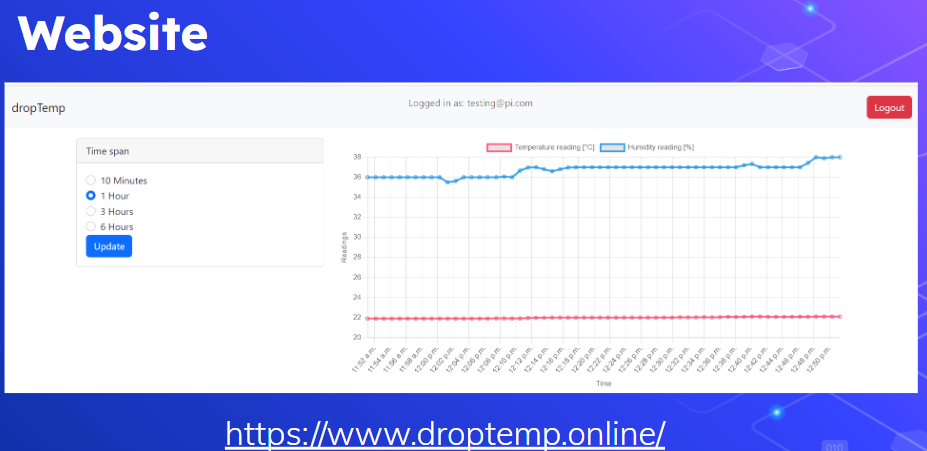 Website
dropTemp
Logged in as: testing@pi.com
Logout
Time span
10 Minutes
1 Hour
3 Hours
6 Hours
Update
Temperature reading [°C] Humidity reading [%]
38
36
34
32
30
28
26
24
22
20
Readings
11:52 a.m. 11:54 a.m. 11:56 a.m. 11:58 a.m. 12:00 p.m. 12:02 p.m. 12:04 p.m. 12:06 p.m. 12:08 p.m. 12:10 p.m. 12:12 p.m. 12:14 p.m. 12:16 p.m. 12:18 p.m. 12:20 p.m. 12:22 p.m. 12:24 p.m. 12:26 p.m. 12:28 p.m. 12:30 p.m. 12:32 p.m. 12:34 p.m. 12:36 p.m. 12:38 p.m. 12:40 p.m. 12:42 p.m. 12:44 p.m. 12:46 p.m. 12:48 p.m. 12:50 p.m.
Time
https://www.droptemp.online/
010